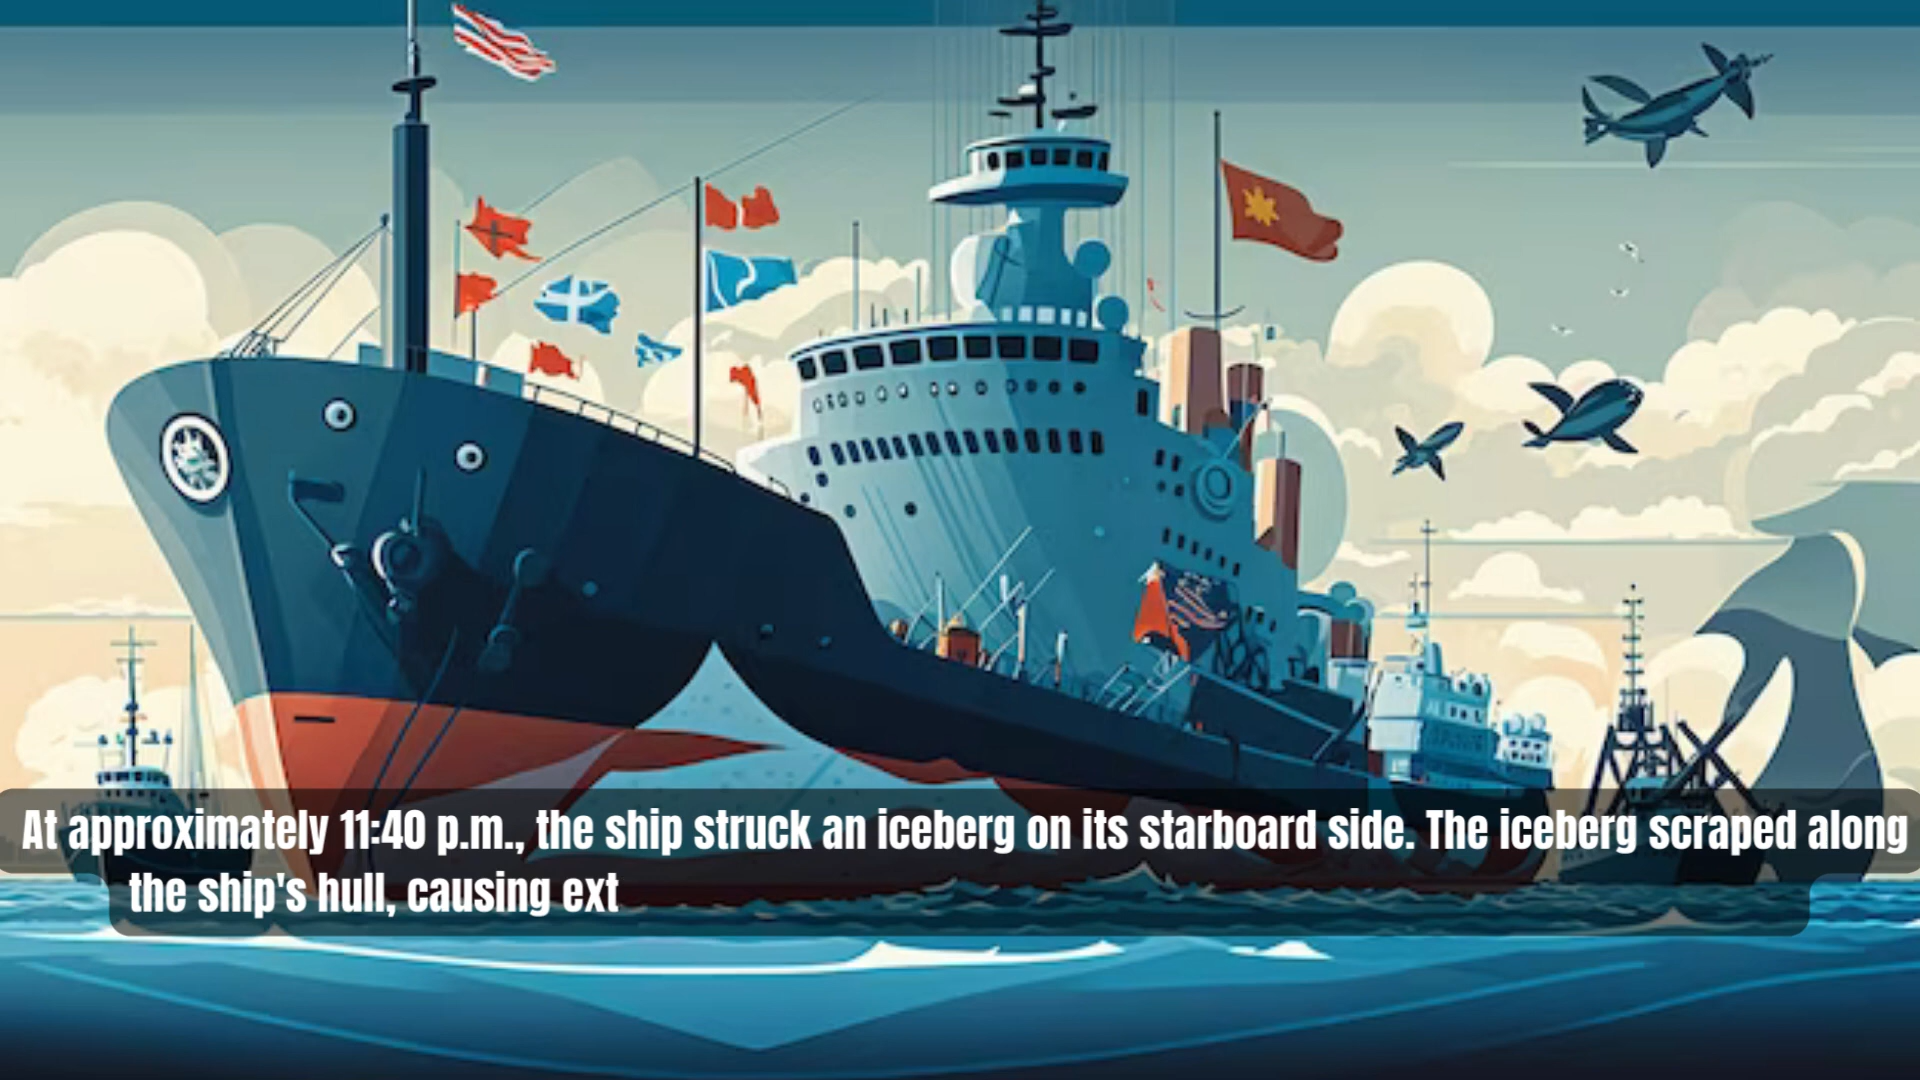 At approximately 11:40 p.m., the ship struck an iceberg on its starboard side. The iceberg scraped along
the ship's hull, causing ext